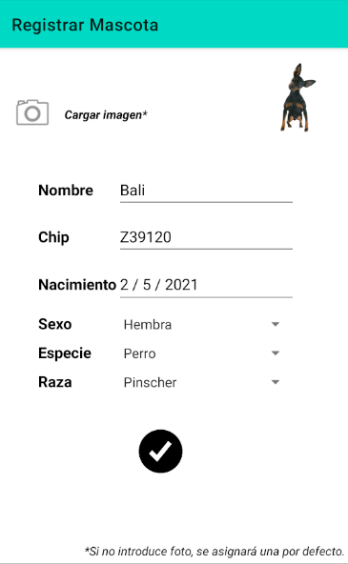 Registrar Mascota
Cargar imagen*
Nombre Bali
Chip Z39120
Nacimiento 2 / 5 / 2021
Sexo Hembra
Especie Perro
Raza Pinscher
*Si no introduce foto, se asignará una por defecto.